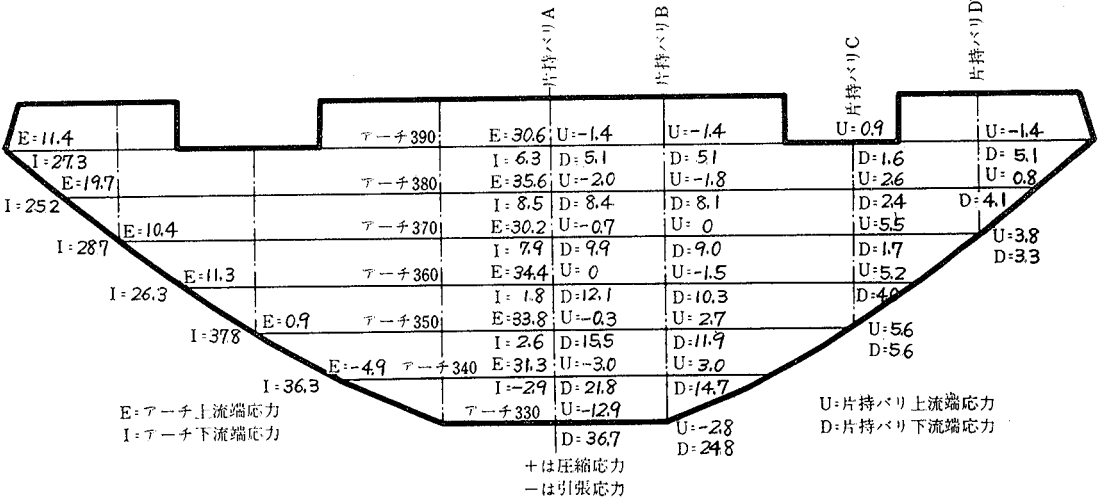 片持バリA
片持バリB
片持バリC
片持バリD
E=11.4 アーチ390 E=30.6 U=-1.4 U=-1.4 U=0.9 U=-1.4
I=27.3 I=6.3 D=5.1 D=5.1 D=1.6 D=5.1
E=19.7 アーチ380 E=35.6 U=-2.0 U=-1.8 U=2.6 U=0.8
I=252 I=8.5 D=8.4 D=8.1 D=2.4 D=4.1
E=10.4 アーチ370 E=30.2 U=-0.7 U=0 U=5.5 U=3.8
I=287 I=7.9 D=9.9 D=9.0 D=1.7 D=3.3
E=11.3 アーチ360 E=34.4 U=0 U=-1.5 U=5.2
I=26.3 I=1.8 D=12.1 D=10.3 D=4.0
E=0.9 アーチ350 E=33.8 U=-0.3 U=2.7 U=5.6
I=37.8 I=2.6 D=15.5 D=11.9 D=5.6
E=-4.9 アーチ340 E=31.3 U=-3.0 U=3.0
I=36.3 I=-2.9 D=21.8 D=14.7
アーチ330 U=-12.9 U=-2.8
D=36.7 D=24.8
E=アーチ上流端応力
I=アーチ下流端応力
U=片持バリ上流端応力
D=片持バリ下流端応力
+は圧縮応力
-は引張応力